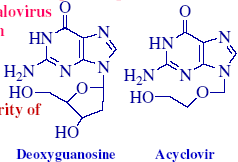 alovirus
O
O
HN
N
HN
N
H2N
N
N
H2N
N
N
HO
O
HO
O
rity of
HO
Deoxyguanosine
Acyclovir